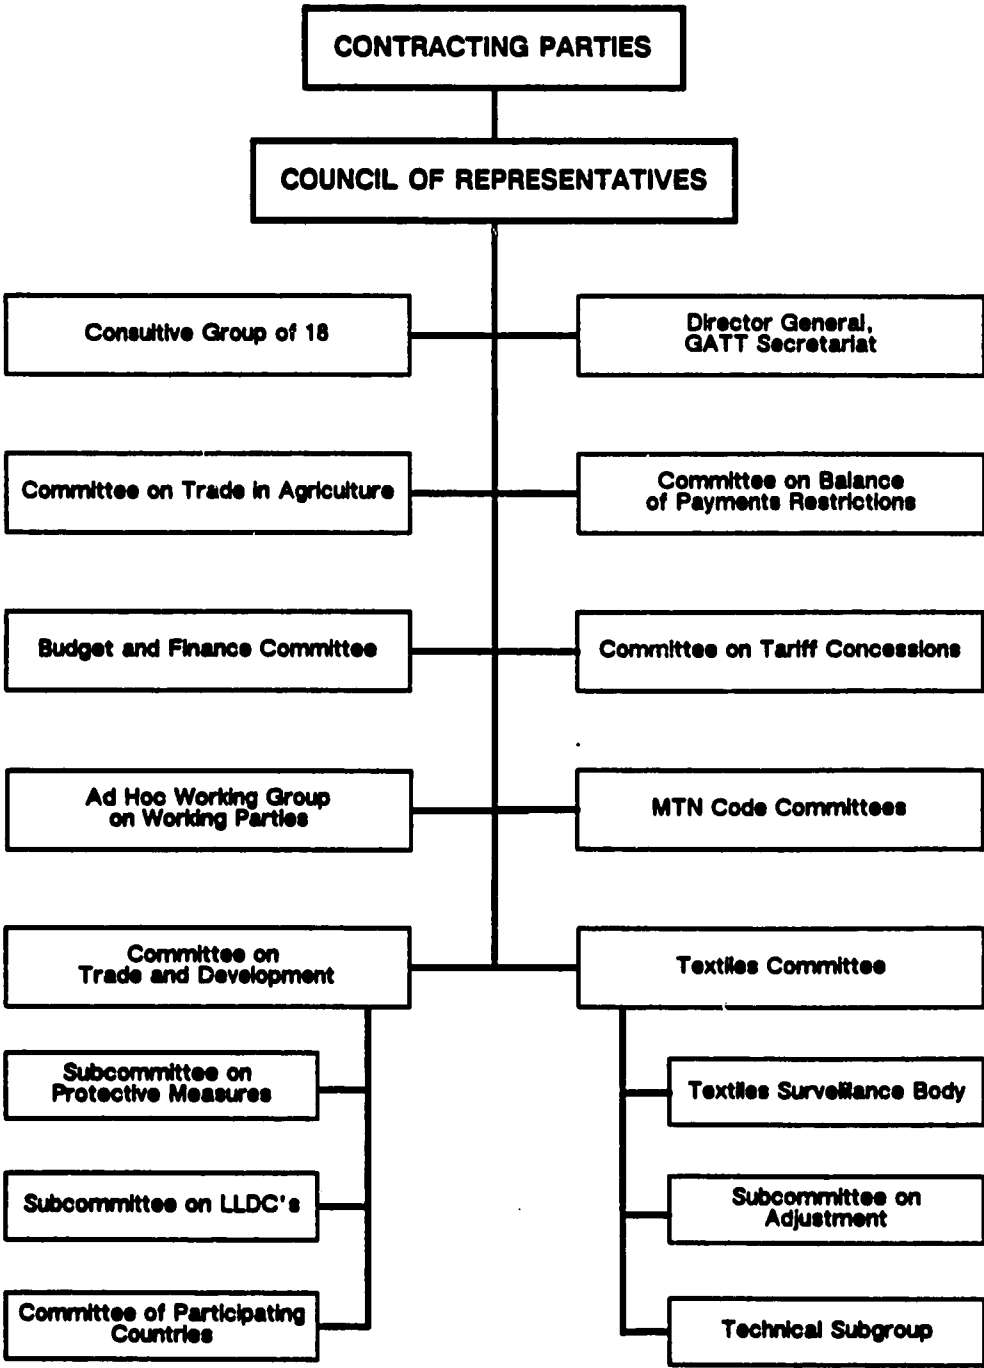 CONTRACTING PARTIES
COUNCIL OF REPRESENTATIVES
Consultive Group of 18
Director General,
GATT Secretariat
Committee on Trade in Agriculture
Committee on Balance
of Payments Restrictions
Budget and Finance Committee
Committee on Tariff Concessions
Ad Hoc Working Group
on Working Parties
MTN Code Committees
Committee on
Trade and Development
Textiles Committee
Subcommittee on
Protective Measures
Textiles Surveillance Body
Subcommittee on LLDC's
Subcommittee on
Adjustment
Committee of Participating
Countries
Technical Subgroup